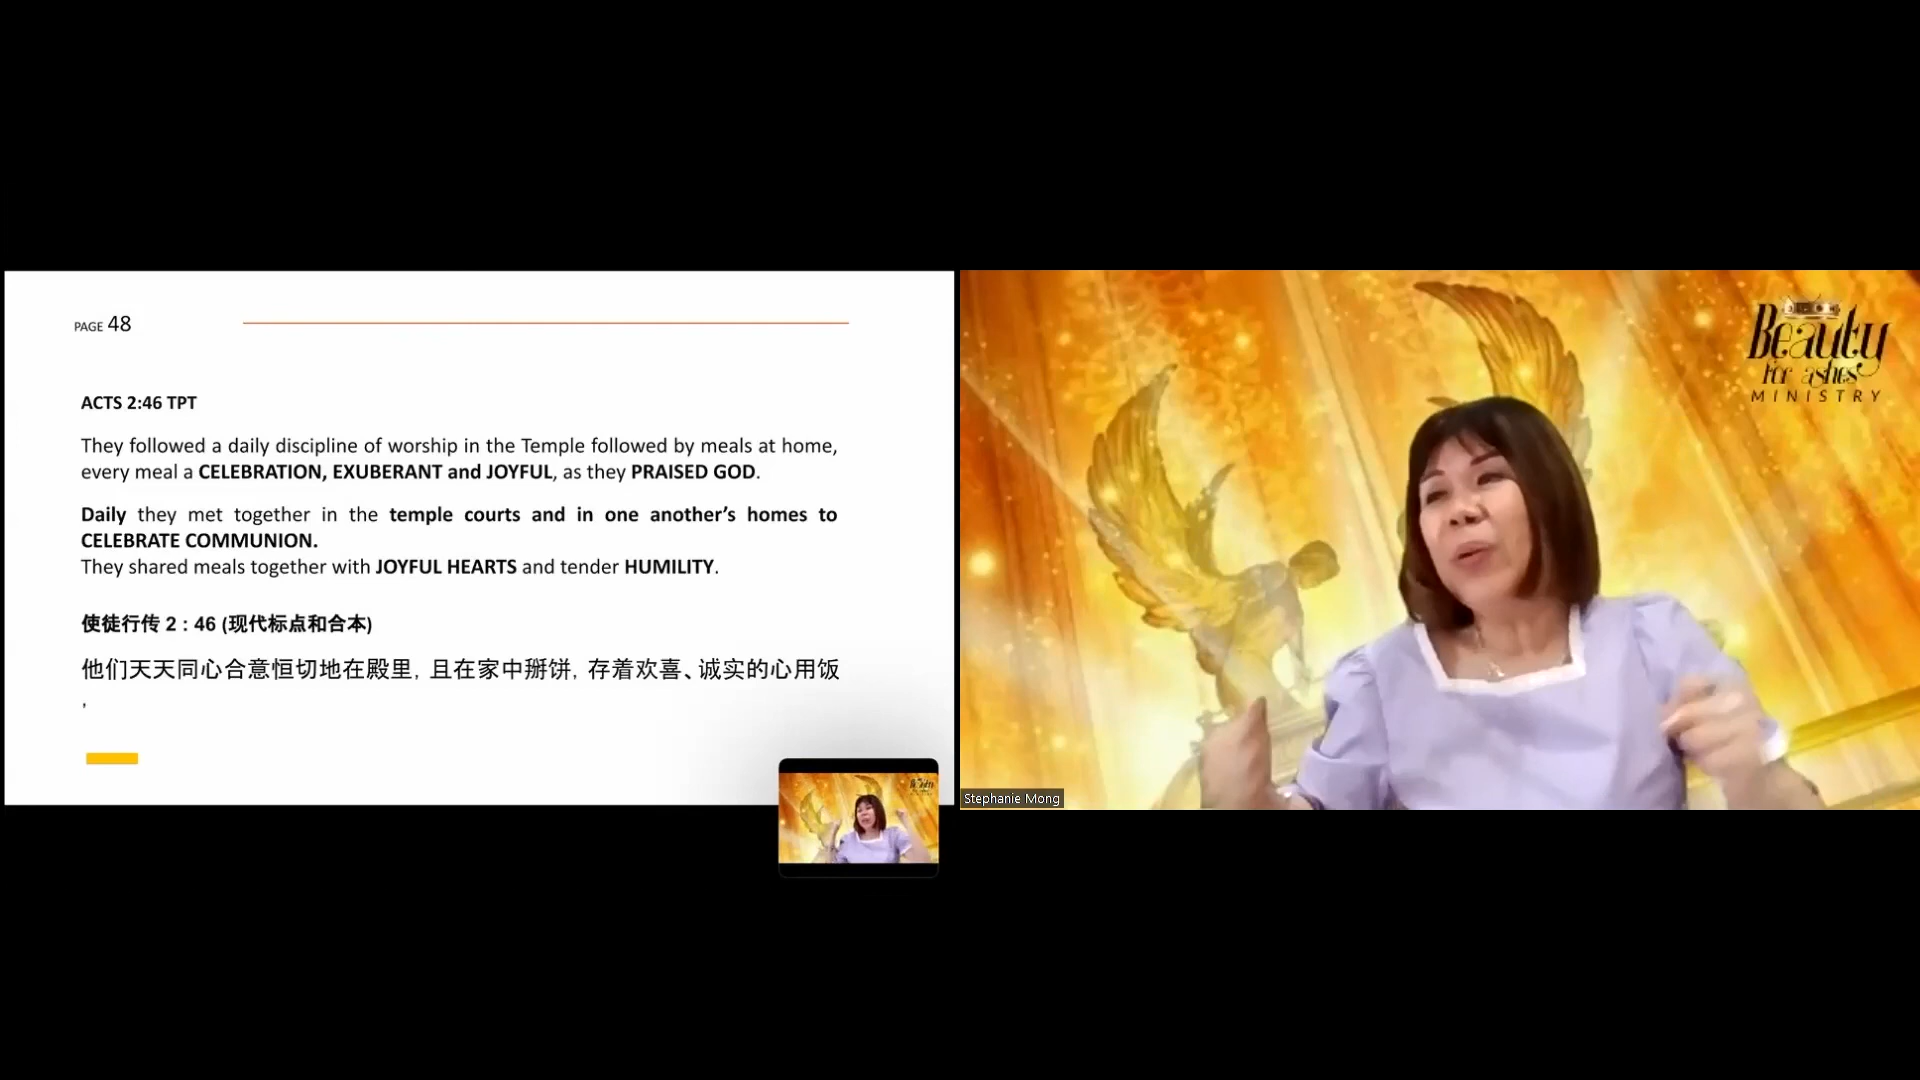 PAGE 48
ACTS 2:46 TPT
They followed a daily discipline of worship in the Temple followed by meals at home,
every meal a CELEBRATION, EXUBERANT and JOYFUL, as they PRAISED GOD.
Daily they met together in the temple courts and in one another’s homes to
CELEBRATE COMMUNION.
They shared meals together with JOYFUL HEARTS and tender HUMILITY.
使徒行传 2 : 46 (现代标点和合本)
他们天天同心合意恒切地在殿里, 且在家中掰饼, 存着欢喜、诚实的心用饭
,
Beauty
For ashes
MINISTRY
Stephanie Mong